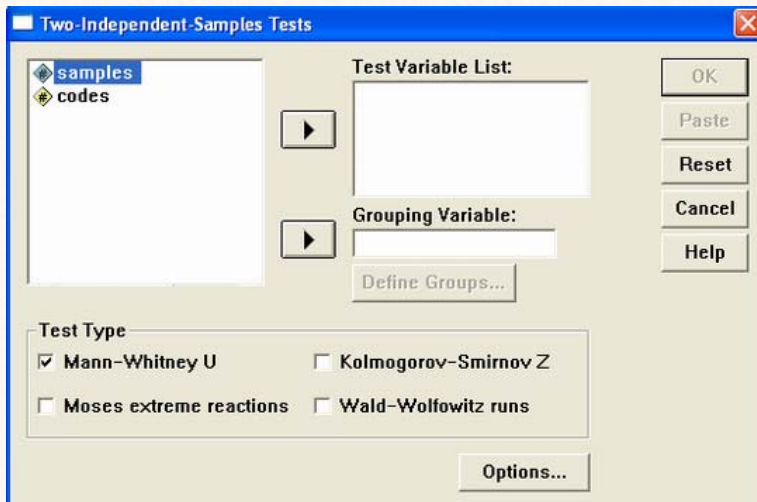 Two-Independent-Samples Tests
samples
codes
Test Variable List:
Grouping Variable:
Define Groups...
OK
Paste
Reset
Cancel
Help
Test Type
Mann-Whitney U
Kolmogorov-Smirnov Z
Moses extreme reactions
Wald-Wolfowitz runs
Options...